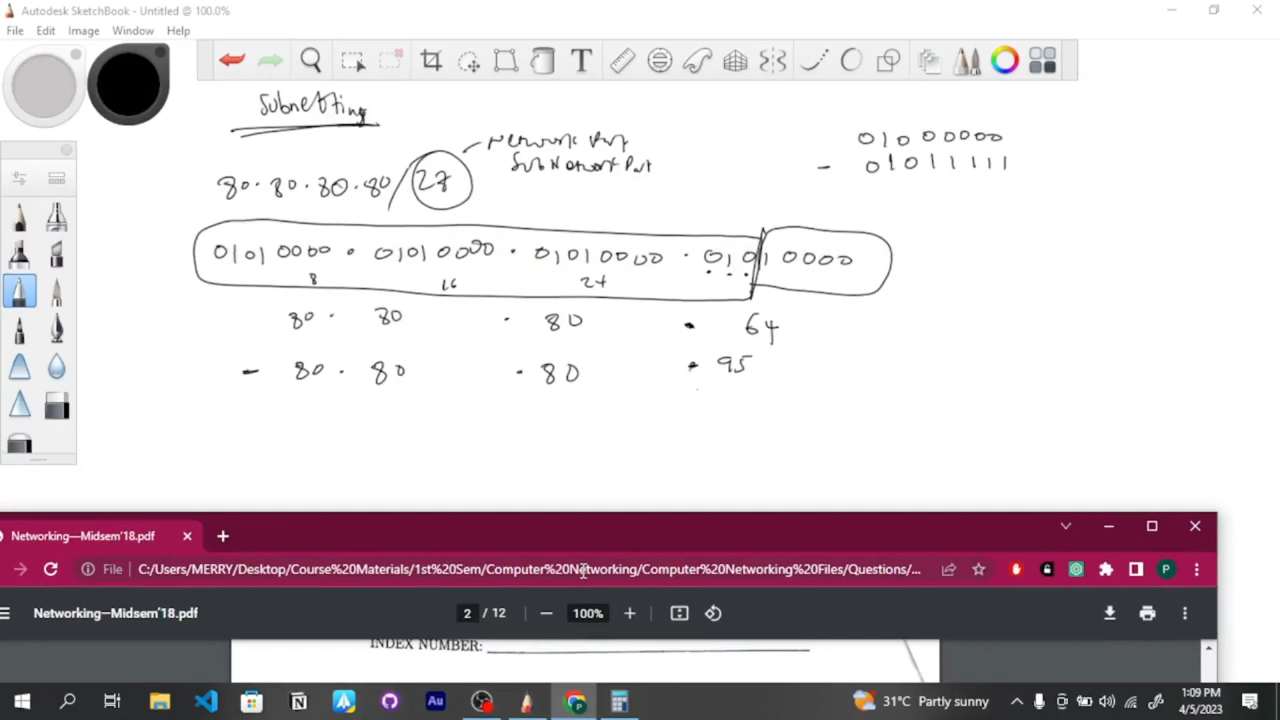 Autodesk SketchBook - Untitled @ 100.0%
File Edit Image Window Help
Subnetting
Network Part
SubNetwork Part
80.80.80.80/27
01000000
- 01011111
01010000 . 01010000 . 01010000 . 01010000
8 16 24
80 . 80 . 80 . 64
- 80 . 80 . 80 . 95
Networking—Midsem'18.pdf
File C:/Users/MERRY/Desktop/Course%20Materials/1st%20Sem/Computer%20Networking/Computer%20Networking%20Files/Questions/...
P
Networking—Midsem'18.pdf 2 / 12 100%
INDEX NUMBER:
Au 31°C Partly sunny 1:09 PM
4/5/2023